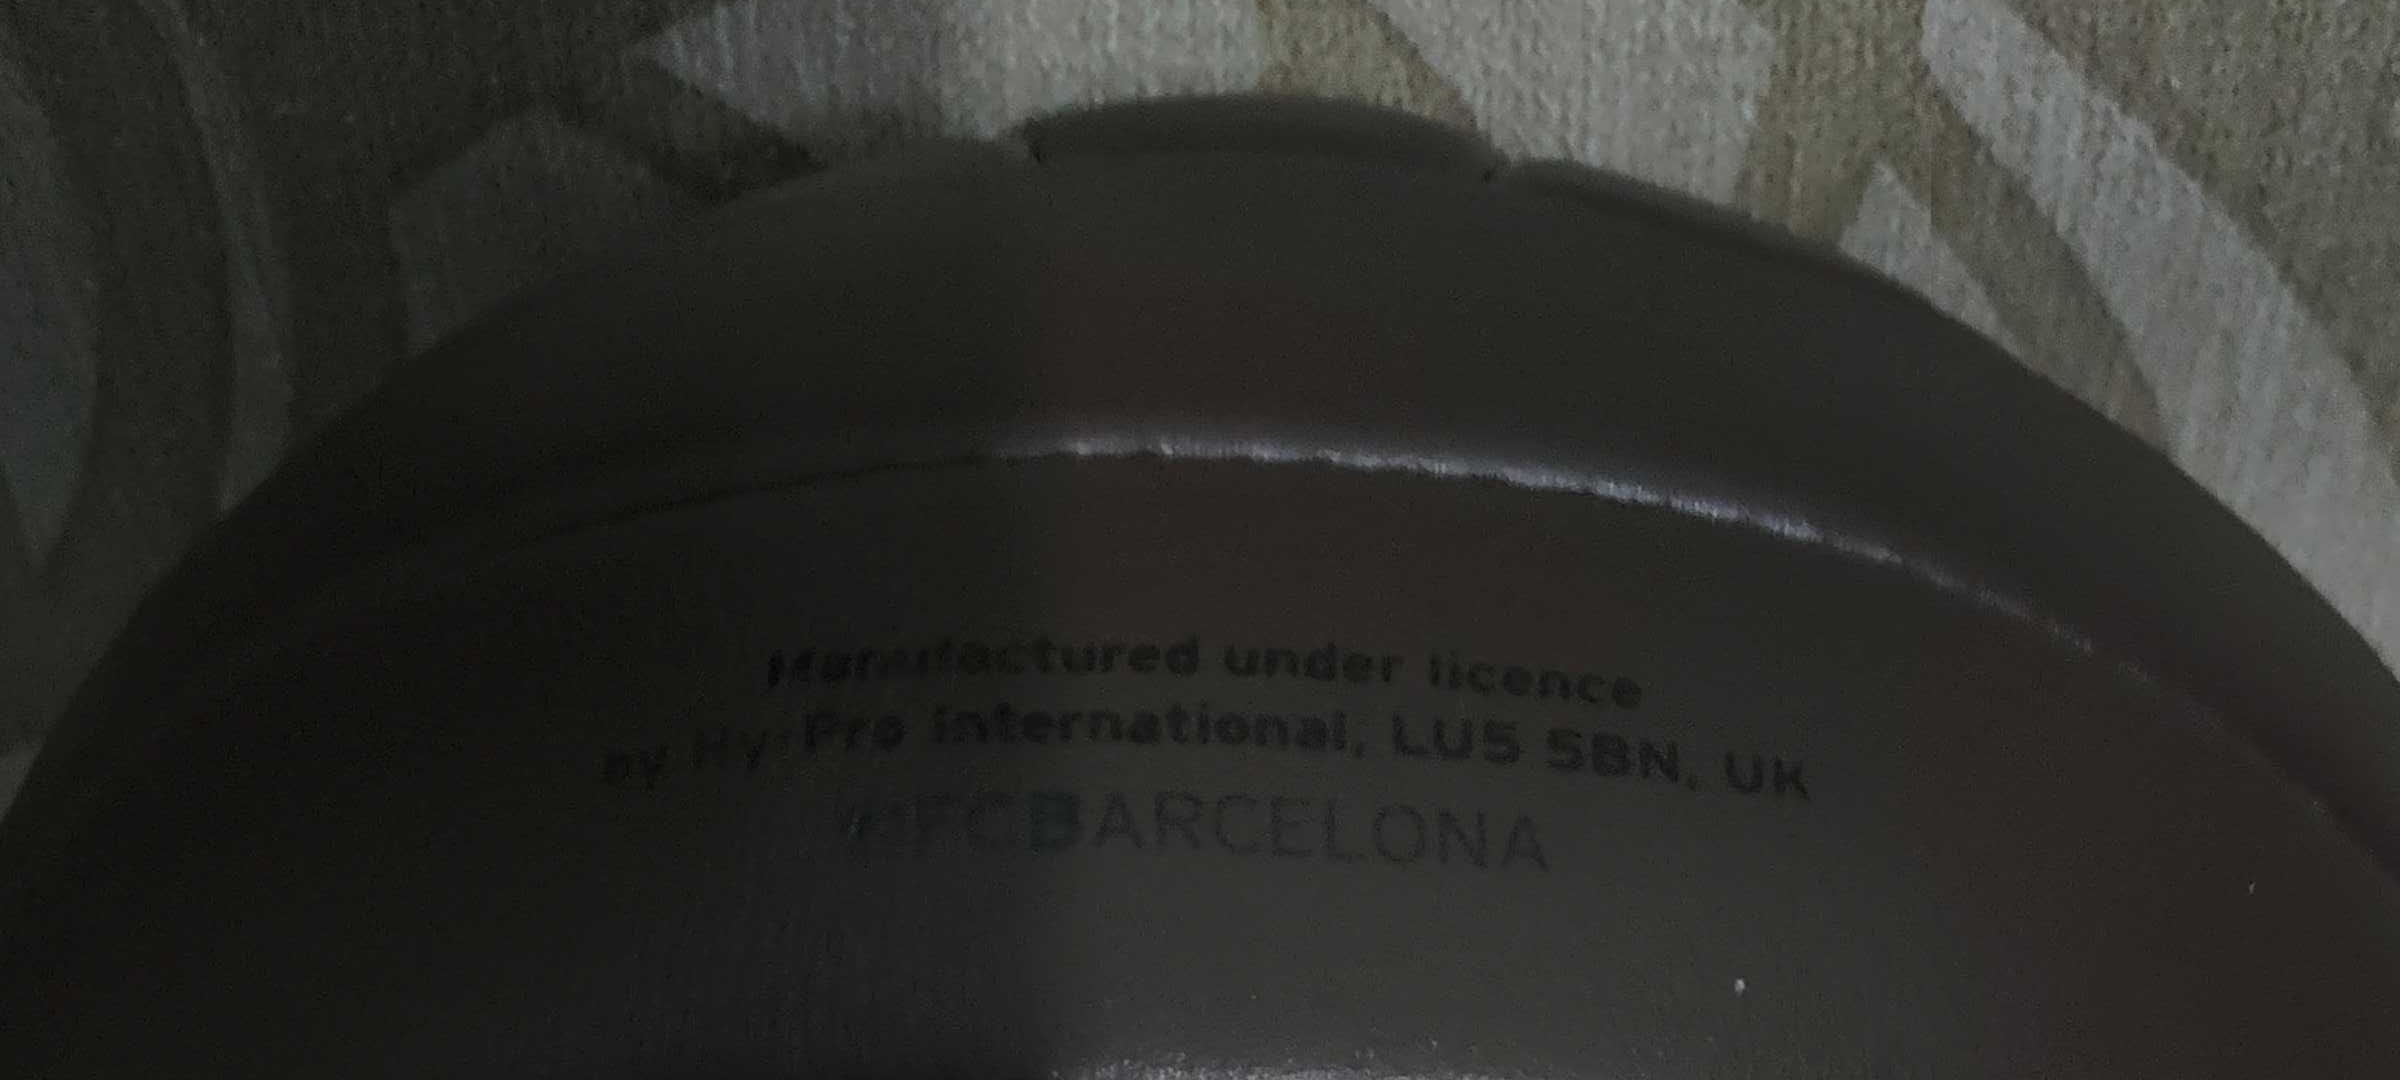 Manufactured under licence
by Hy-Pro International, LU5 5BN, UK
#FCBARCELONA